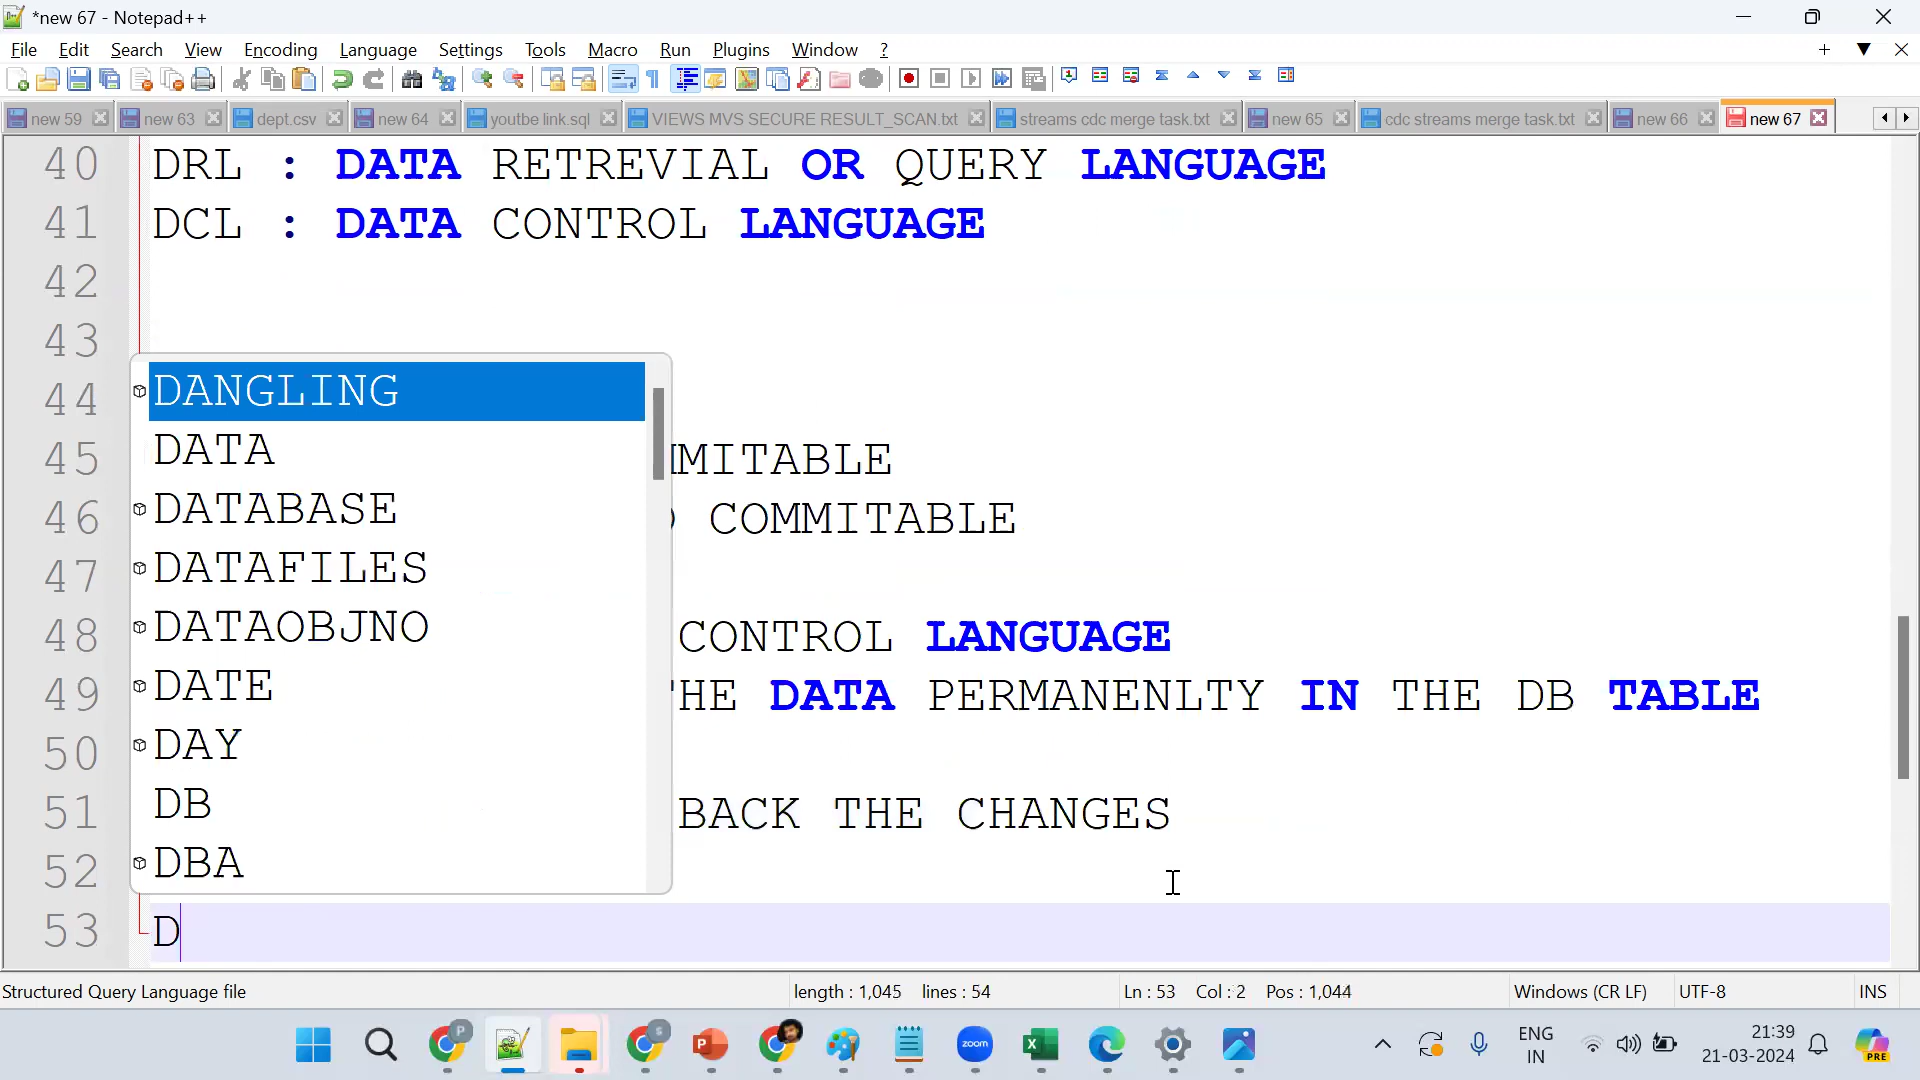 *new 67 - Notepad++
File Edit Search View Encoding Language Settings Tools Macro Run Plugins Window ?
new 59 new 63 dept.csv new 64 youtbe link.sql VIEWS MVS SECURE RESULT_SCAN.txt streams cdc merge task.txt new 65 cdc streams merge task.txt new 66 new 67
40 DRL : DATA RETREVIAL OR QUERY LANGUAGE
41 DCL : DATA CONTROL LANGUAGE
42
43
44 DANGLING
DATA
45 MITABLE
DATABASE
46 COMMITABLE
DATAFILES
47
DATAOBJNO
48 CONTROL LANGUAGE
DATE
49 HE DATA PERMANENLTY IN THE DB TABLE
DAY
50
DB
51 BACK THE CHANGES
DBA
52
53 D
Structured Query Language file length : 1,045 lines : 54 Ln : 53 Col : 2 Pos : 1,044 Windows (CR LF) UTF-8 INS
zoom ENG IN 21:39 21-03-2024 PRE